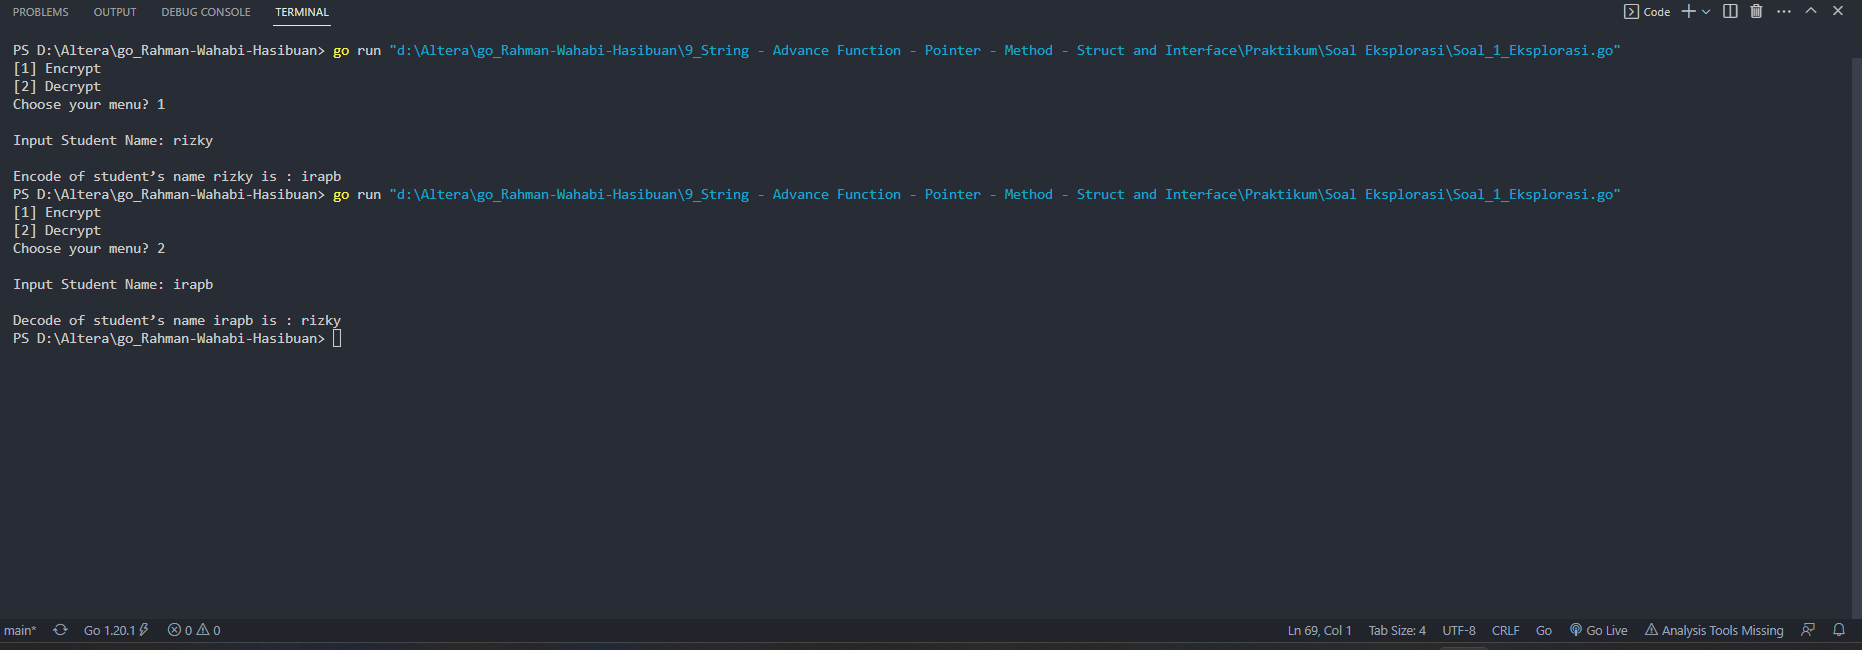 PROBLEMS OUTPUT DEBUG CONSOLE TERMINAL Code
PS D:\Altera\go_Rahman-Wahabi-Hasibuan> go run "d:\Altera\go_Rahman-Wahabi-Hasibuan\9_String - Advance Function - Pointer - Method - Struct and Interface\Praktikum\Soal Eksplorasi\Soal_1_Eksplorasi.go"
[1] Encrypt
[2] Decrypt
Choose your menu? 1
Input Student Name: rizky
Encode of student’s name rizky is : irapb
PS D:\Altera\go_Rahman-Wahabi-Hasibuan> go run "d:\Altera\go_Rahman-Wahabi-Hasibuan\9_String - Advance Function - Pointer - Method - Struct and Interface\Praktikum\Soal Eksplorasi\Soal_1_Eksplorasi.go"
[1] Encrypt
[2] Decrypt
Choose your menu? 2
Input Student Name: irapb
Decode of student’s name irapb is : rizky
PS D:\Altera\go_Rahman-Wahabi-Hasibuan>
main* Go 1.20.1 0 0 Ln 69, Col 1 Tab Size: 4 UTF-8 CRLF Go Go Live Analysis Tools Missing